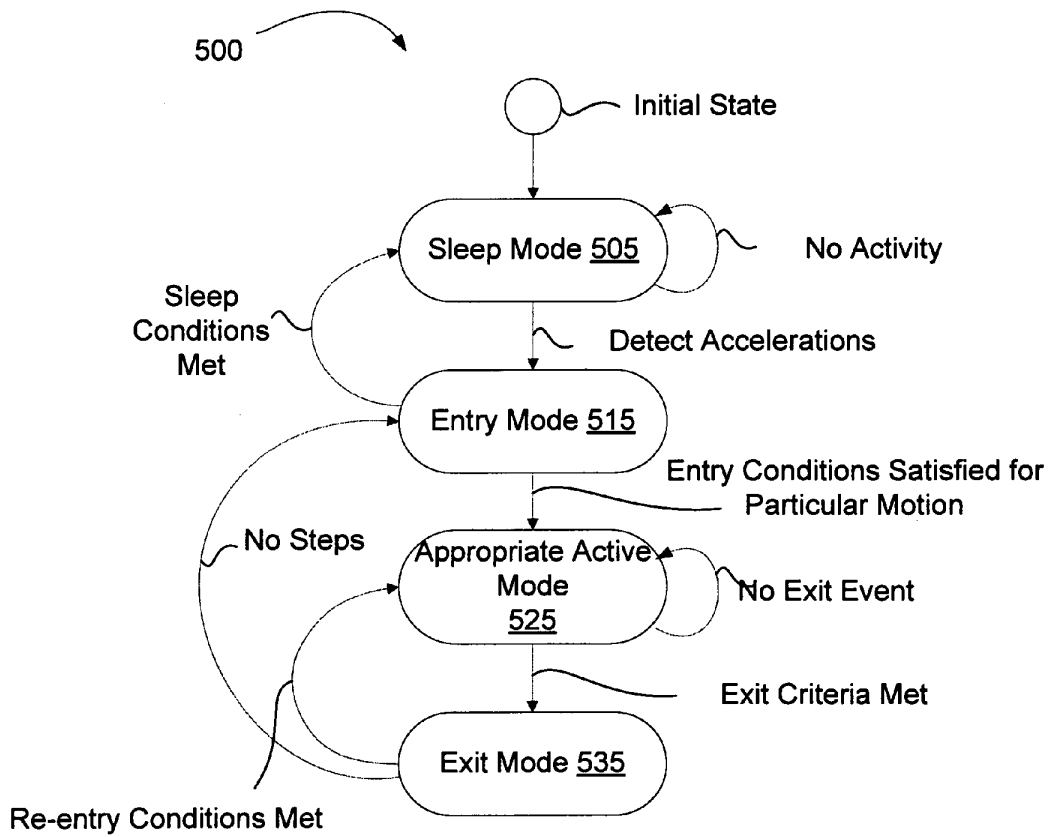 500
Initial State
Sleep Mode 505
No Activity
Sleep
Conditions
Met
Detect Accelerations
Entry Mode 515
Entry Conditions Satisfied for
Particular Motion
No Steps
Appropriate Active
Mode
525
No Exit Event
Exit Criteria Met
Exit Mode 535
Re-entry Conditions Met